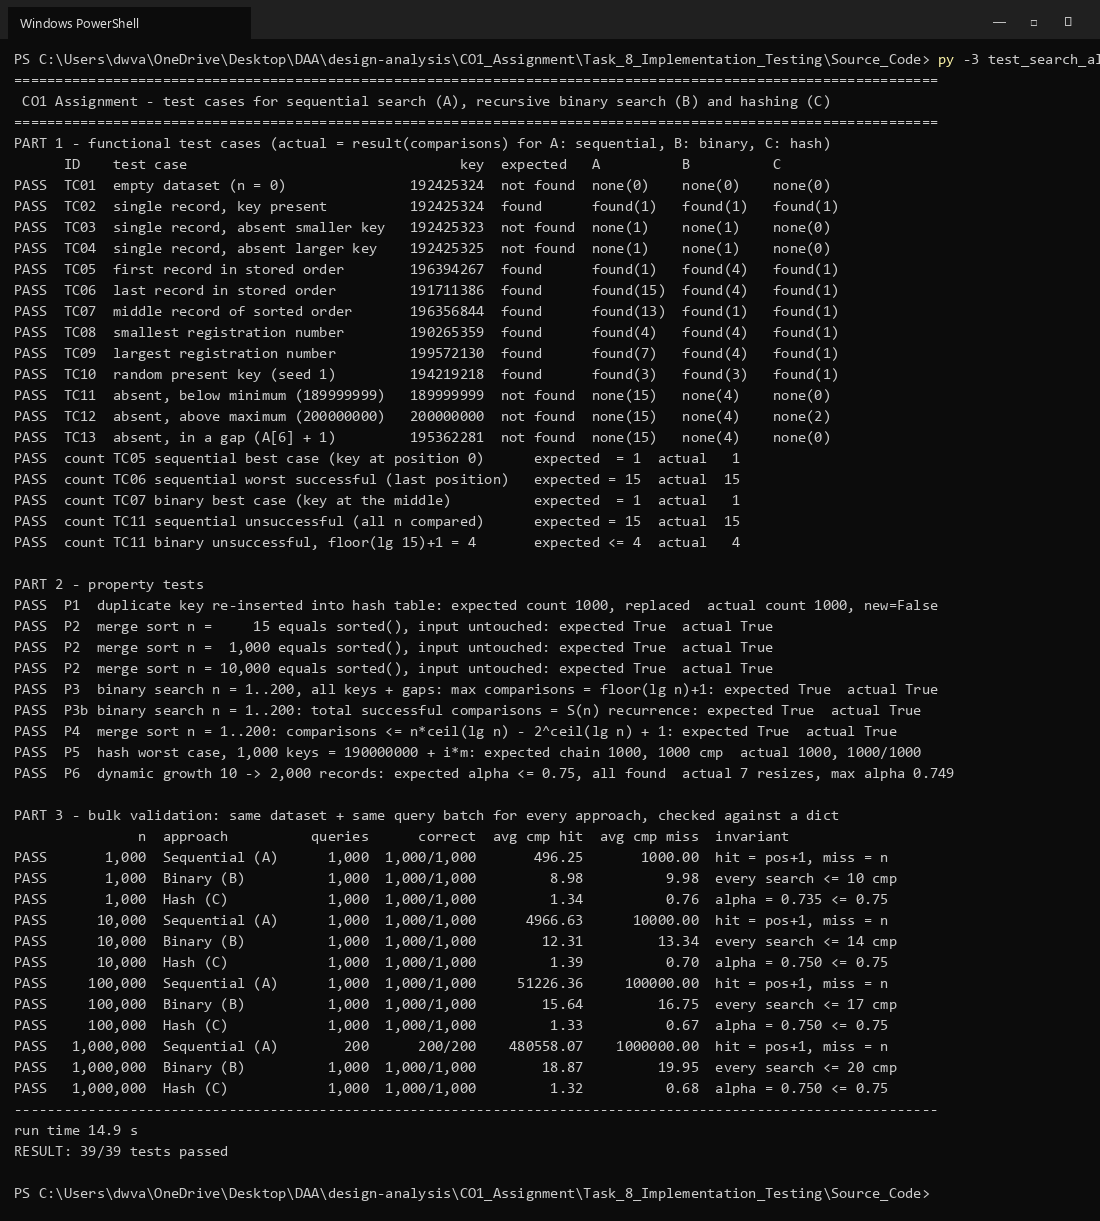 Windows PowerShell
PS C:\Users\dwva\OneDrive\Desktop\DAA\design-analysis\CO1_Assignment\Task_8_Implementation_Testing\Source_Code> py -3 test_search_al
================================================================================================================
 CO1 Assignment - test cases for sequential search (A), recursive binary search (B) and hashing (C)
================================================================================================================
PART 1 - functional test cases (actual = result(comparisons) for A: sequential, B: binary, C: hash)
      ID    test case                                 key  expected   A          B          C
PASS  TC01  empty dataset (n = 0)               192425324  not found  none(0)    none(0)    none(0)
PASS  TC02  single record, key present          192425324  found      found(1)   found(1)   found(1)
PASS  TC03  single record, absent smaller key   192425323  not found  none(1)    none(1)    none(0)
PASS  TC04  single record, absent larger key    192425325  not found  none(1)    none(1)    none(0)
PASS  TC05  first record in stored order        196394267  found      found(1)   found(4)   found(1)
PASS  TC06  last record in stored order         191711386  found      found(15)  found(4)   found(1)
PASS  TC07  middle record of sorted order       196356844  found      found(13)  found(1)   found(1)
PASS  TC08  smallest registration number        190265359  found      found(4)   found(4)   found(1)
PASS  TC09  largest registration number         199572130  found      found(7)   found(4)   found(1)
PASS  TC10  random present key (seed 1)         194219218  found      found(3)   found(3)   found(1)
PASS  TC11  absent, below minimum (189999999)   189999999  not found  none(15)   none(4)    none(0)
PASS  TC12  absent, above maximum (200000000)   200000000  not found  none(15)   none(4)    none(2)
PASS  TC13  absent, in a gap (A[6] + 1)         195362281  not found  none(15)   none(4)    none(0)
PASS  count TC05 sequential best case (key at position 0)      expected  = 1  actual   1
PASS  count TC06 sequential worst successful (last position)   expected = 15  actual  15
PASS  count TC07 binary best case (key at the middle)          expected  = 1  actual   1
PASS  count TC11 sequential unsuccessful (all n compared)      expected = 15  actual  15
PASS  count TC11 binary unsuccessful, floor(lg 15)+1 = 4       expected <= 4  actual   4
PART 2 - property tests
PASS  P1  duplicate key re-inserted into hash table: expected count 1000, replaced  actual count 1000, new=False
PASS  P2  merge sort n =     15 equals sorted(), input untouched: expected True  actual True
PASS  P2  merge sort n =  1,000 equals sorted(), input untouched: expected True  actual True
PASS  P2  merge sort n = 10,000 equals sorted(), input untouched: expected True  actual True
PASS  P3  binary search n = 1..200, all keys + gaps: max comparisons = floor(lg n)+1: expected True  actual True
PASS  P3b binary search n = 1..200: total successful comparisons = S(n) recurrence: expected True  actual True
PASS  P4  merge sort n = 1..200: comparisons <= n*ceil(lg n) - 2^ceil(lg n) + 1: expected True  actual True
PASS  P5  hash worst case, 1,000 keys = 190000000 + i*m: expected chain 1000, 1000 cmp  actual 1000, 1000/1000
PASS  P6  dynamic growth 10 -> 2,000 records: expected alpha <= 0.75, all found  actual 7 resizes, max alpha 0.749
PART 3 - bulk validation: same dataset + same query batch for every approach, checked against a dict
               n  approach          queries      correct  avg cmp hit  avg cmp miss  invariant
PASS       1,000  Sequential (A)      1,000  1,000/1,000       496.25       1000.00  hit = pos+1, miss = n
PASS       1,000  Binary (B)          1,000  1,000/1,000         8.98          9.98  every search <= 10 cmp
PASS       1,000  Hash (C)            1,000  1,000/1,000         1.34          0.76  alpha = 0.735 <= 0.75
PASS      10,000  Sequential (A)      1,000  1,000/1,000      4966.63      10000.00  hit = pos+1, miss = n
PASS      10,000  Binary (B)          1,000  1,000/1,000        12.31         13.34  every search <= 14 cmp
PASS      10,000  Hash (C)            1,000  1,000/1,000         1.39          0.70  alpha = 0.750 <= 0.75
PASS     100,000  Sequential (A)      1,000  1,000/1,000     51226.36     100000.00  hit = pos+1, miss = n
PASS     100,000  Binary (B)          1,000  1,000/1,000        15.64         16.75  every search <= 17 cmp
PASS     100,000  Hash (C)            1,000  1,000/1,000         1.33          0.67  alpha = 0.750 <= 0.75
PASS   1,000,000  Sequential (A)        200      200/200    480558.07    1000000.00  hit = pos+1, miss = n
PASS   1,000,000  Binary (B)          1,000  1,000/1,000        18.87         19.95  every search <= 20 cmp
PASS   1,000,000  Hash (C)            1,000  1,000/1,000         1.32          0.68  alpha = 0.750 <= 0.75
----------------------------------------------------------------------------------------------------------------
run time 14.9 s
RESULT: 39/39 tests passed
PS C:\Users\dwva\OneDrive\Desktop\DAA\design-analysis\CO1_Assignment\Task_8_Implementation_Testing\Source_Code>